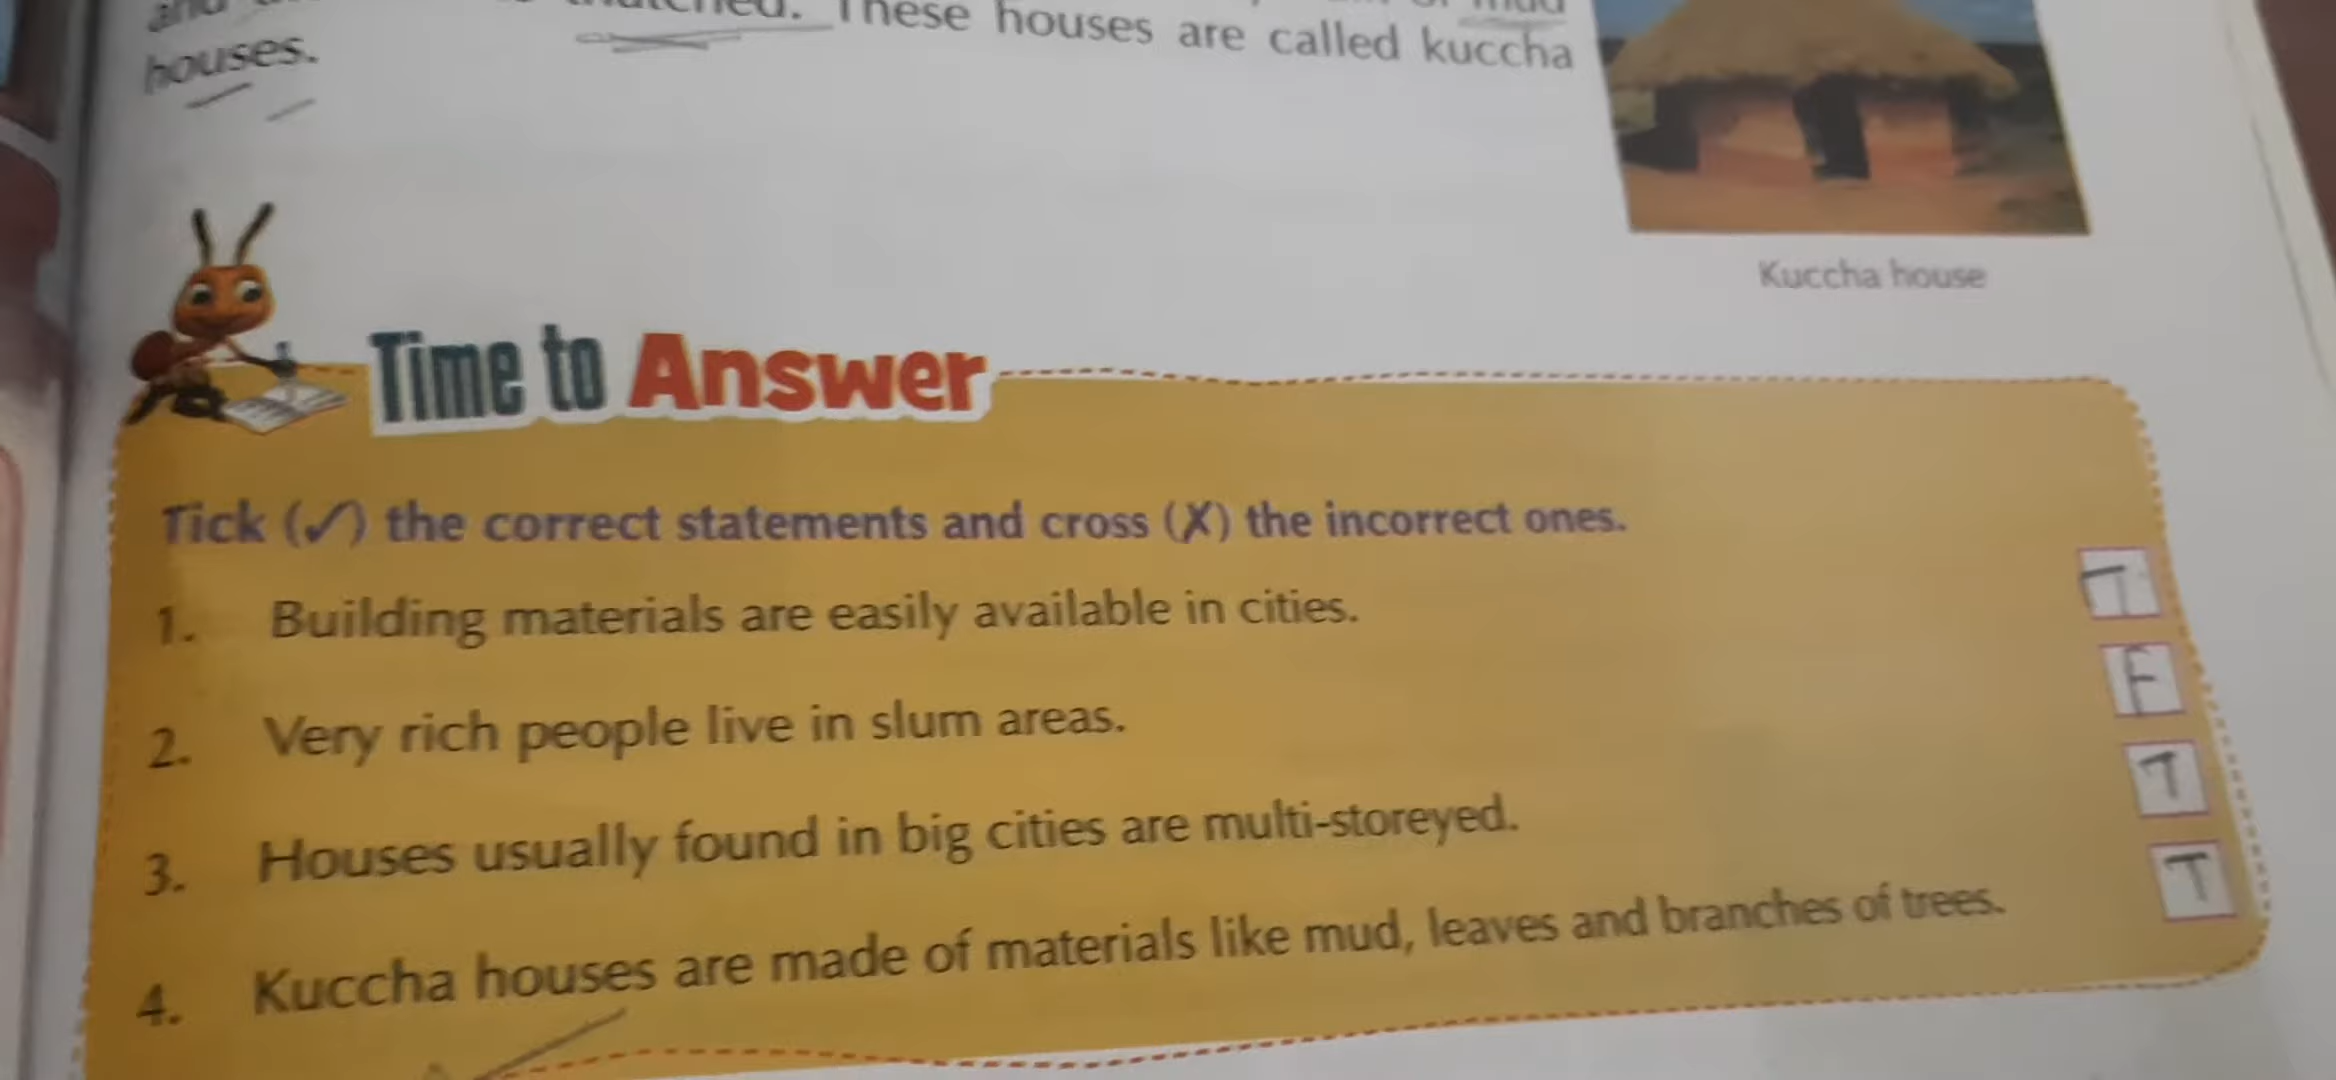 thatched. These houses are called kuccha
houses.
Kuccha house
Time to Answer
Tick (✓) the correct statements and cross (X) the incorrect ones.
1. Building materials are easily available in cities. T
2. Very rich people live in slum areas. F
3. Houses usually found in big cities are multi-storeyed. T
4. Kuccha houses are made of materials like mud, leaves and branches of trees. T